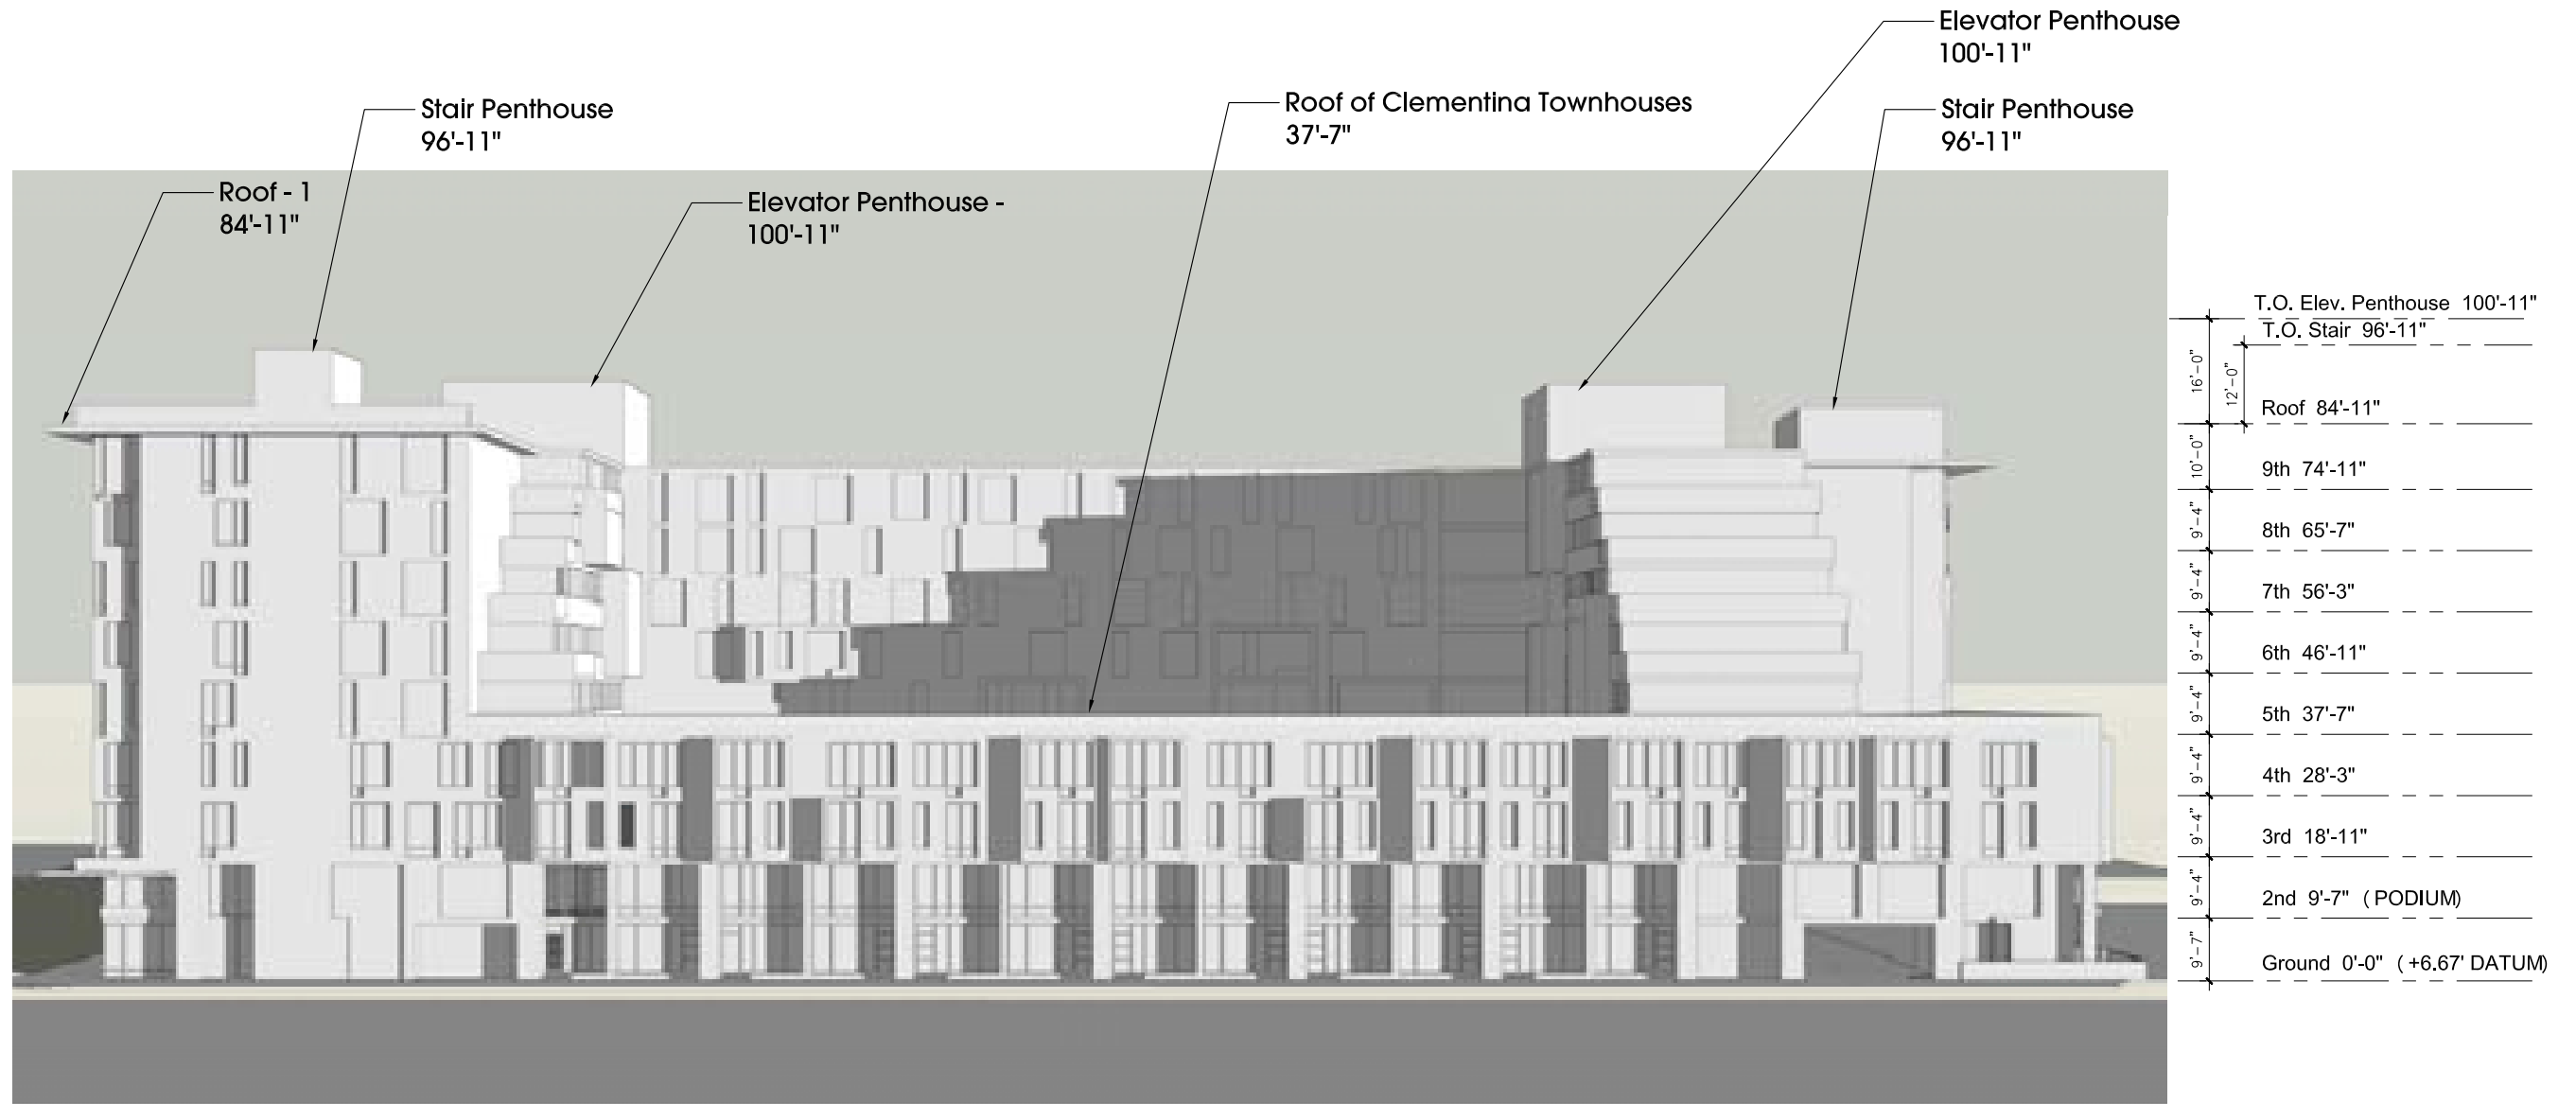 Elevator Penthouse
100'-11"
Stair Penthouse
96'-11"
Roof of Clementina Townhouses
37'-7"
Stair Penthouse
96'-11"
Roof - 1
84'-11"
Elevator Penthouse -
100'-11"
T.O. Elev. Penthouse 100'-11"
T.O. Stair 96'-11"
16'-0"
12'-0"
Roof 84'-11"
10'-0"
9th 74'-11"
9'-4"
8th 65'-7"
9'-4"
7th 56'-3"
9'-4"
6th 46'-11"
9'-4"
5th 37'-7"
9'-4"
4th 28'-3"
9'-4"
3rd 18'-11"
9'-4"
2nd 9'-7" (PODIUM)
9'-7"
Ground 0'-0" (+6.67' DATUM)